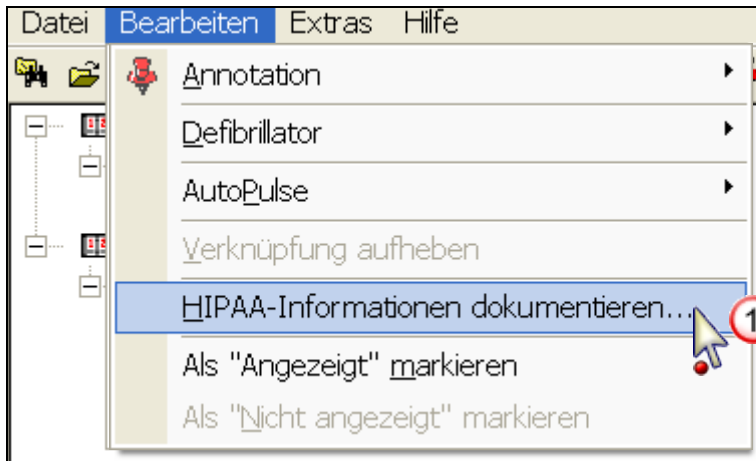 Datei Bearbeiten Extras Hilfe
Annotation
Defibrillator
AutoPulse
Verknüpfung aufheben
HIPAA-Informationen dokumentieren...
1
Als "Angezeigt" markieren
Als "Nicht angezeigt" markieren